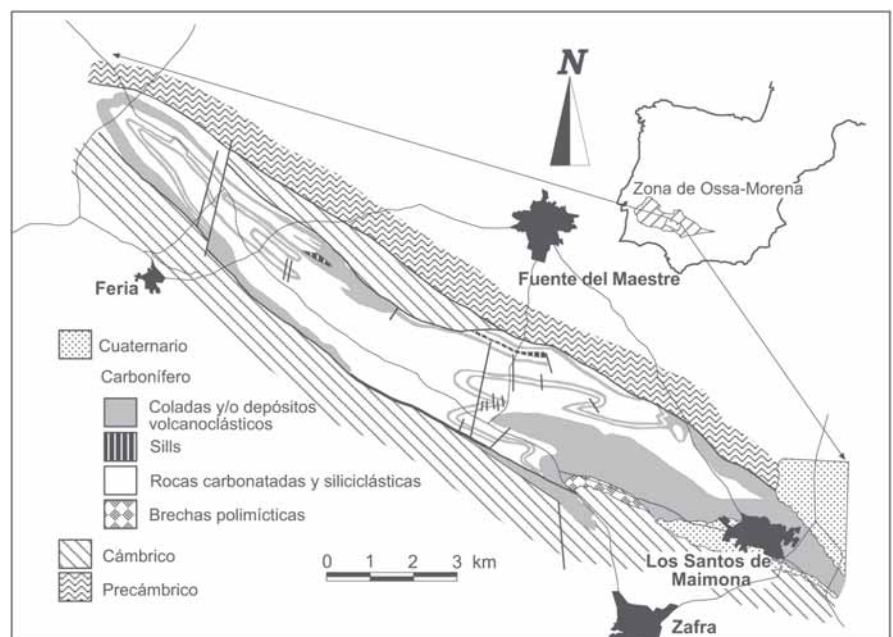 N
Zona de Ossa-Morena
Fuente del Maestre
Feria
Cuaternario
Carbonífero
Coladas y/o depósitos
volcanoclásticos
Sills
Rocas carbonatadas y siliciclásticas
Brechas polimícticas
Cámbrico
Precámbrico
0 1 2 3 km
Los Santos de
Maimona
Zafra